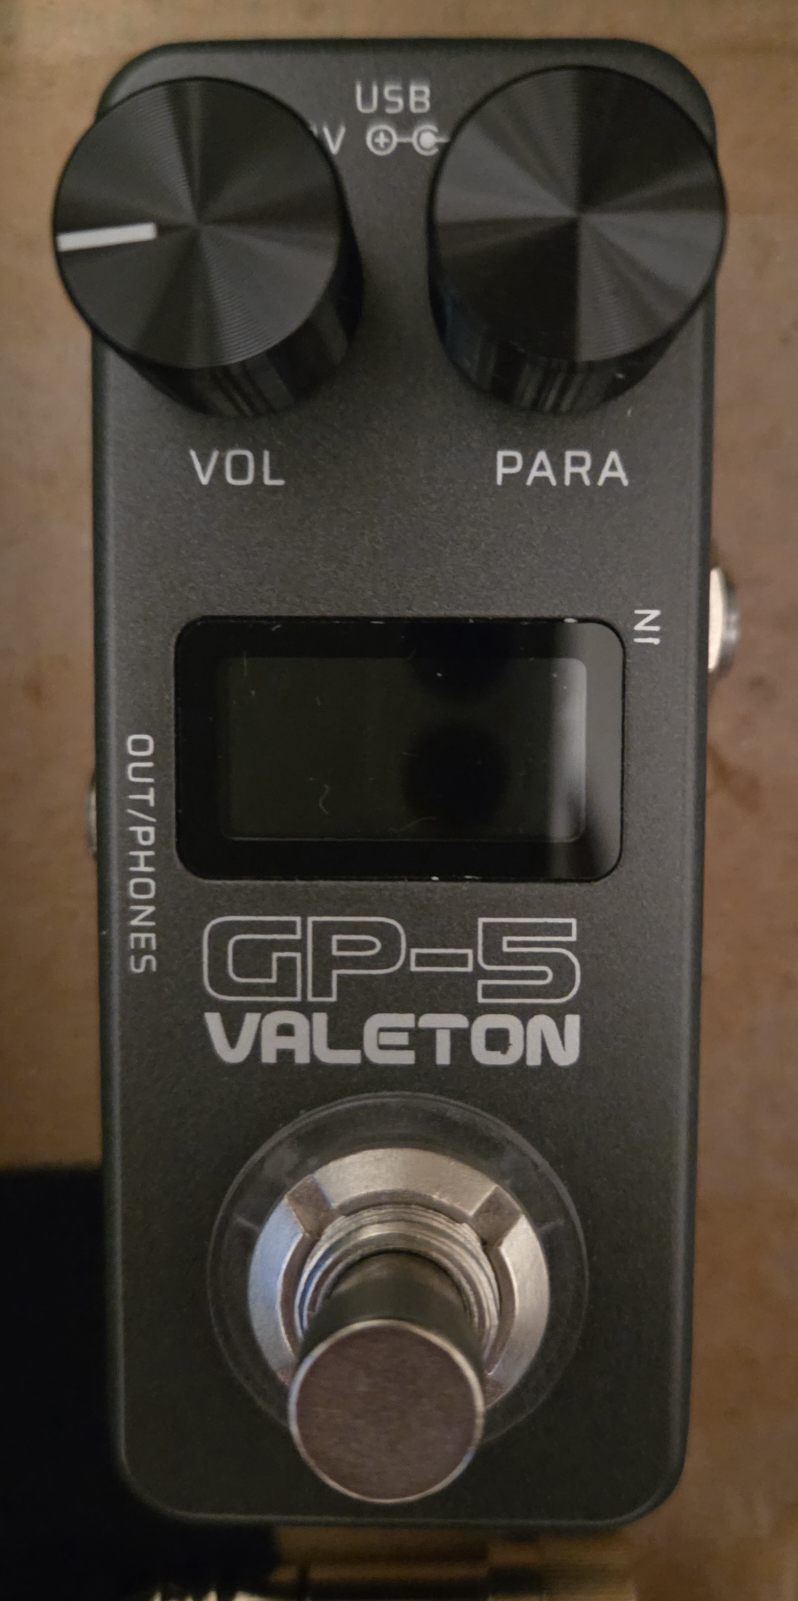 USB
V
VOL
PARA
IN
OUT/PHONES
GP-5
VALETON